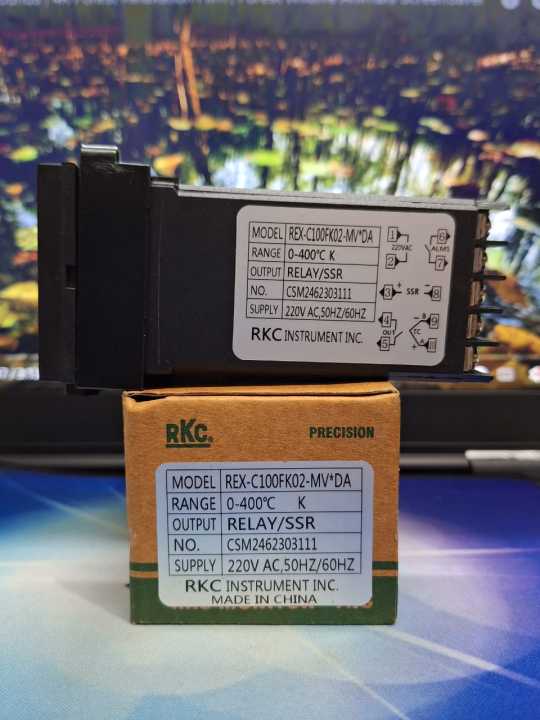 MODEL REX-C100FK02-MV*DA
RANGE 0-400℃ K
OUTPUT RELAY/SSR
NO. CSM2462303111
SUPPLY 220V AC,50HZ/60HZ
RKC INSTRUMENT INC.
1 6
220VAC ALM1
2 7
3 + SSR - 8
4 - B 9
OUT1 TC
5 + A 10
RKC PRECISION
MODEL REX-C100FK02-MV*DA
RANGE 0-400℃ K
OUTPUT RELAY/SSR
NO. CSM2462303111
SUPPLY 220V AC,50HZ/60HZ
RKC INSTRUMENT INC.
MADE IN CHINA